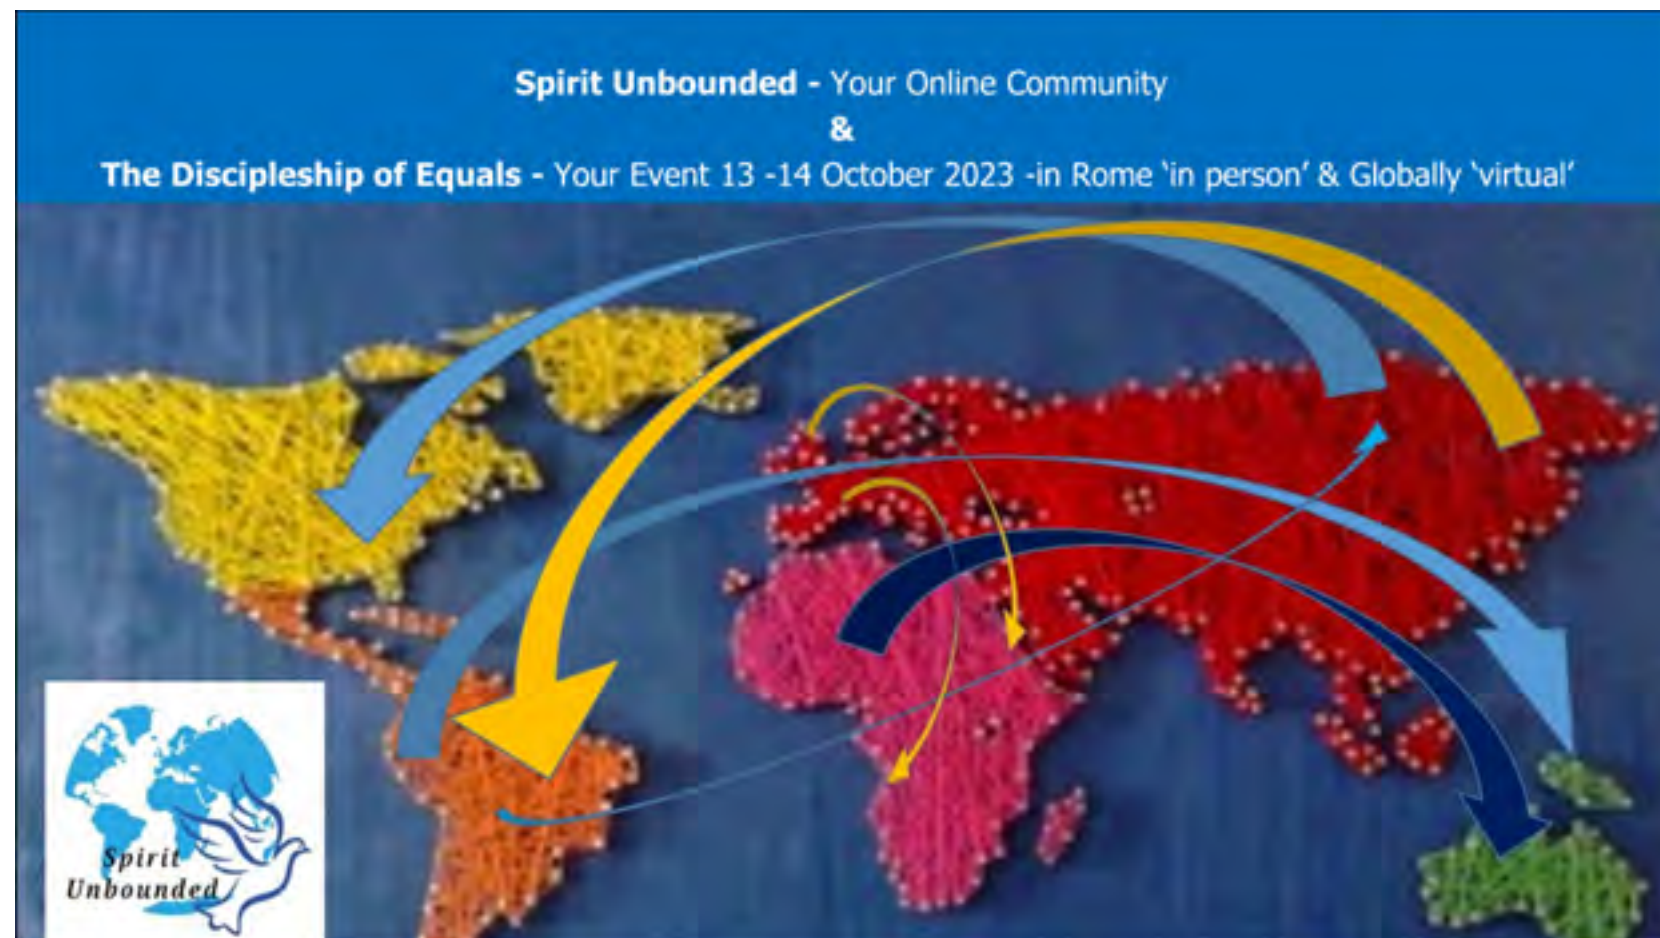 Spirit Unbounded - Your Online Community
&
The Discipleship of Equals - Your Event 13 -14 October 2023 -in Rome ‘in person’ & Globally ‘virtual’
Spirit
Unbounded